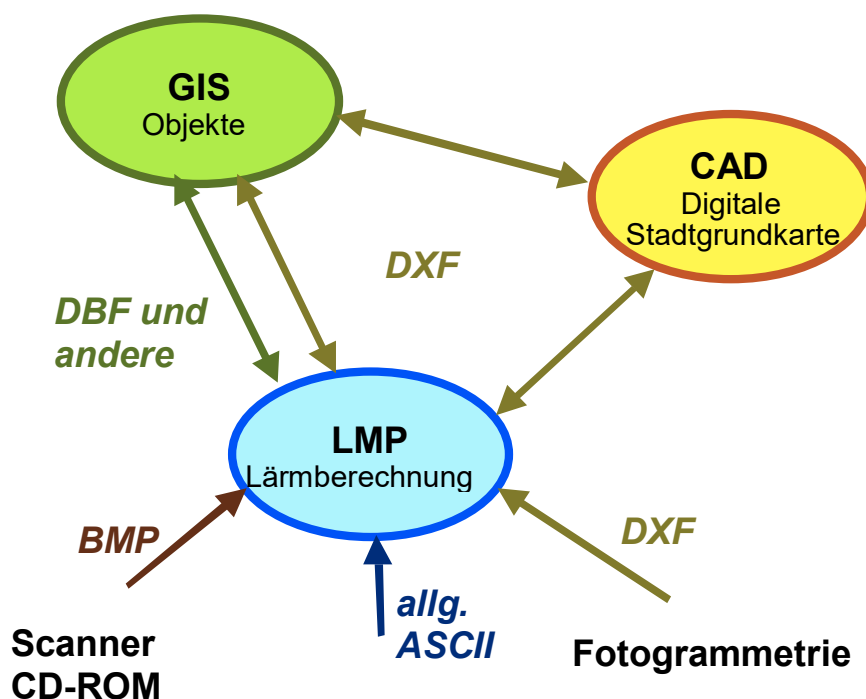 GIS
Objekte
CAD
Digitale
Stadtgrundkarte
DXF
DBF und
andere
LMP
Lärmberechnung
BMP
DXF
allg.
ASCII
Scanner
CD-ROM
Fotogrammetrie